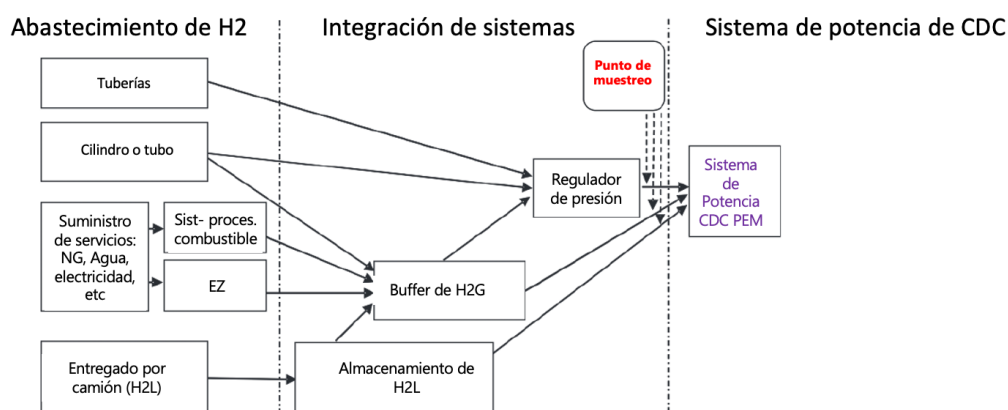 Abastecimiento de H2
Integración de sistemas
Sistema de potencia de CDC
Punto de
muestreo
Tuberías
Cilindro o tubo
Regulador
de presión
Sistema
de
Potencia
CDC PEM
Suministro
de servicios:
NG, Agua,
electricidad,
etc
Sist- proces.
combustible
EZ
Buffer de H2G
Entregado por
camión (H2L)
Almacenamiento de
H2L